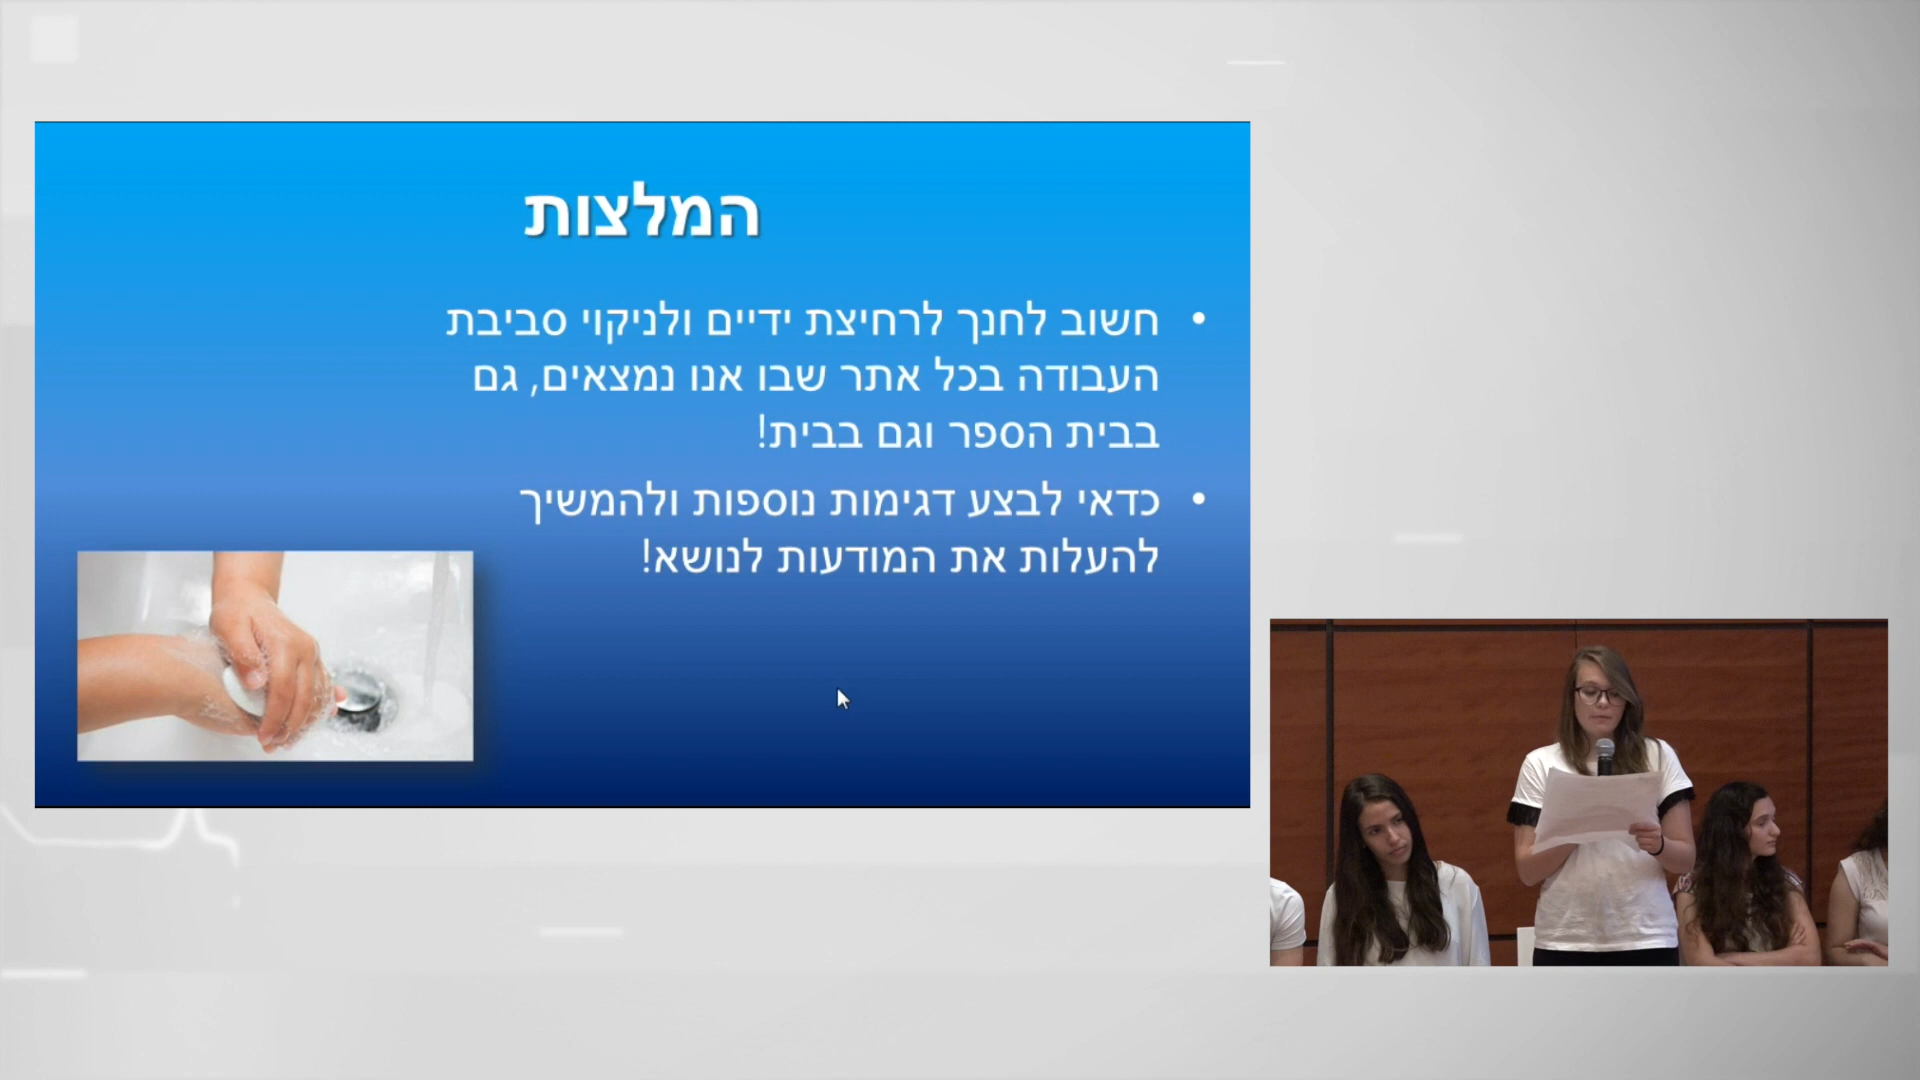 המלצות
• חשוב לחנך לרחיצת ידיים ולניקוי סביבת
העבודה בכל אתר שבו אנו נמצאים, גם
בבית הספר וגם בבית!
• כדאי לבצע דגימות נוספות ולהמשיך
להעלות את המודעות לנושא!